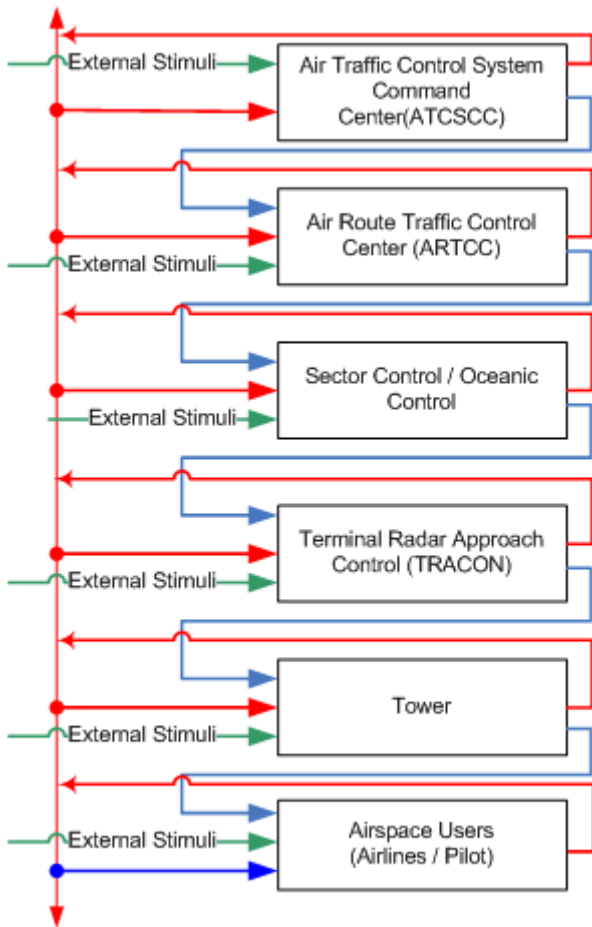 External Stimuli
Air Traffic Control System
Command
Center(ATCSCC)
Air Route Traffic Control
Center (ARTCC)
External Stimuli
Sector Control / Oceanic
Control
External Stimuli
Terminal Radar Approach
Control (TRACON)
External Stimuli
Tower
External Stimuli
Airspace Users
(Airlines / Pilot)
External Stimuli